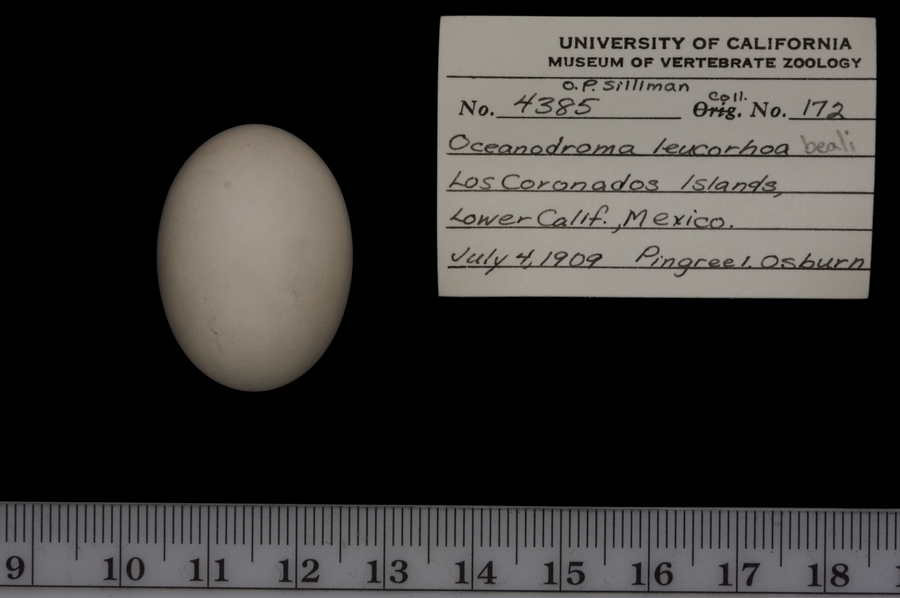 UNIVERSITY OF CALIFORNIA
MUSEUM OF VERTEBRATE ZOOLOGY
O.P. Silliman
No. 4385 Orig. coll. No. 172
Oceanodroma leucorhoa beali
Los Coronados Islands,
Lower Calif., Mexico.
July 4, 1909 Pingree I. Osburn
9 10 11 12 13 14 15 16 17 18